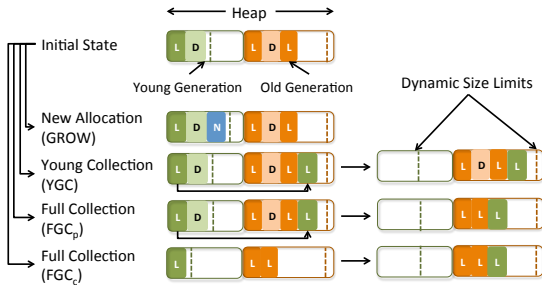 Heap
Initial State
L D L D L
Young Generation Old Generation
Dynamic Size Limits
New Allocation
(GROW)
L D N L D L
Young Collection
(YGC)
L D L D L L L D L L
Full Collection
(FGCp)
L D L D L L L L L
Full Collection
(FGCc)
L L L L L L